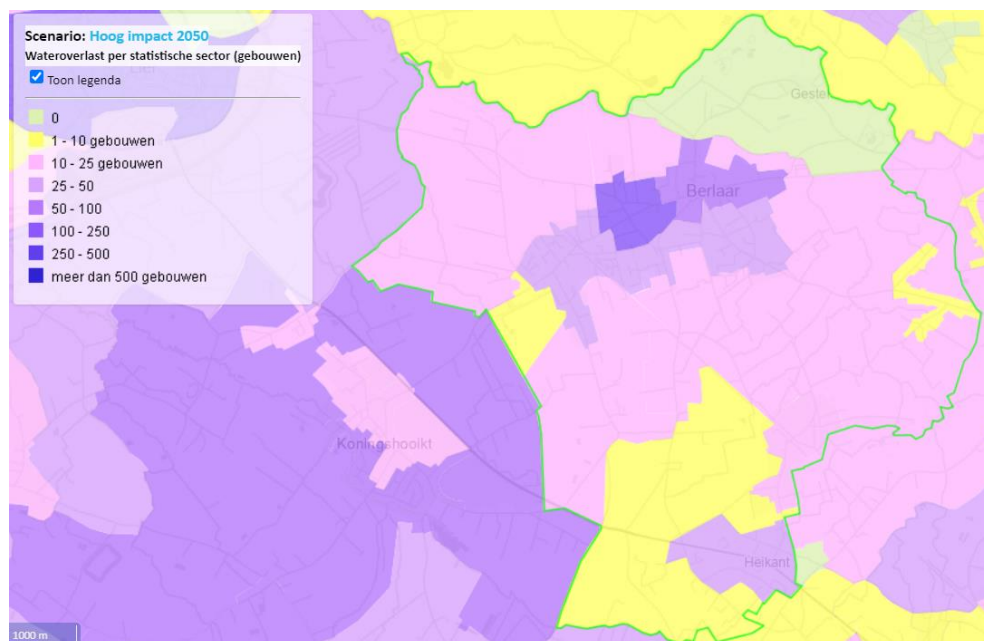 Scenario: Hoog impact 2050
Wateroverlast per statistische sector (gebouwen)
Toon legenda
0
1 - 10 gebouwen
10 - 25 gebouwen
25 - 50
50 - 100
100 - 250
250 - 500
meer dan 500 gebouwen
Gestel
Berlaar
Koningshooikt
Heikant
1000 m